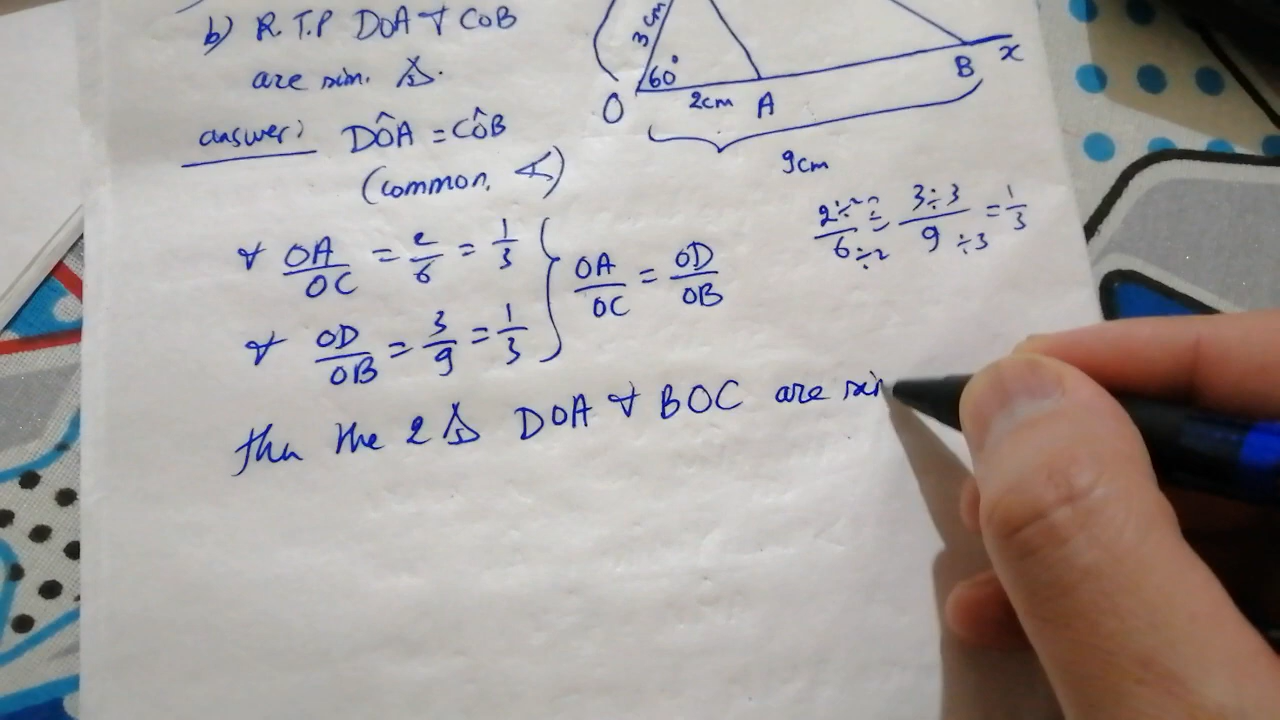 b) R.T.P DOA & COB
are sim. △s.
answer: DÔA = CÔB
(common ∢)
& OA/OC = 2/6 = 1/3
& OD/OB = 3/9 = 1/3
} OA/OC = OD/OB
then the 2 △s DOA & BOC are sim
3 cm
60°
O
2cm
A
B
x
9cm
2÷2/6÷2 = 3÷3/9÷3 = 1/3